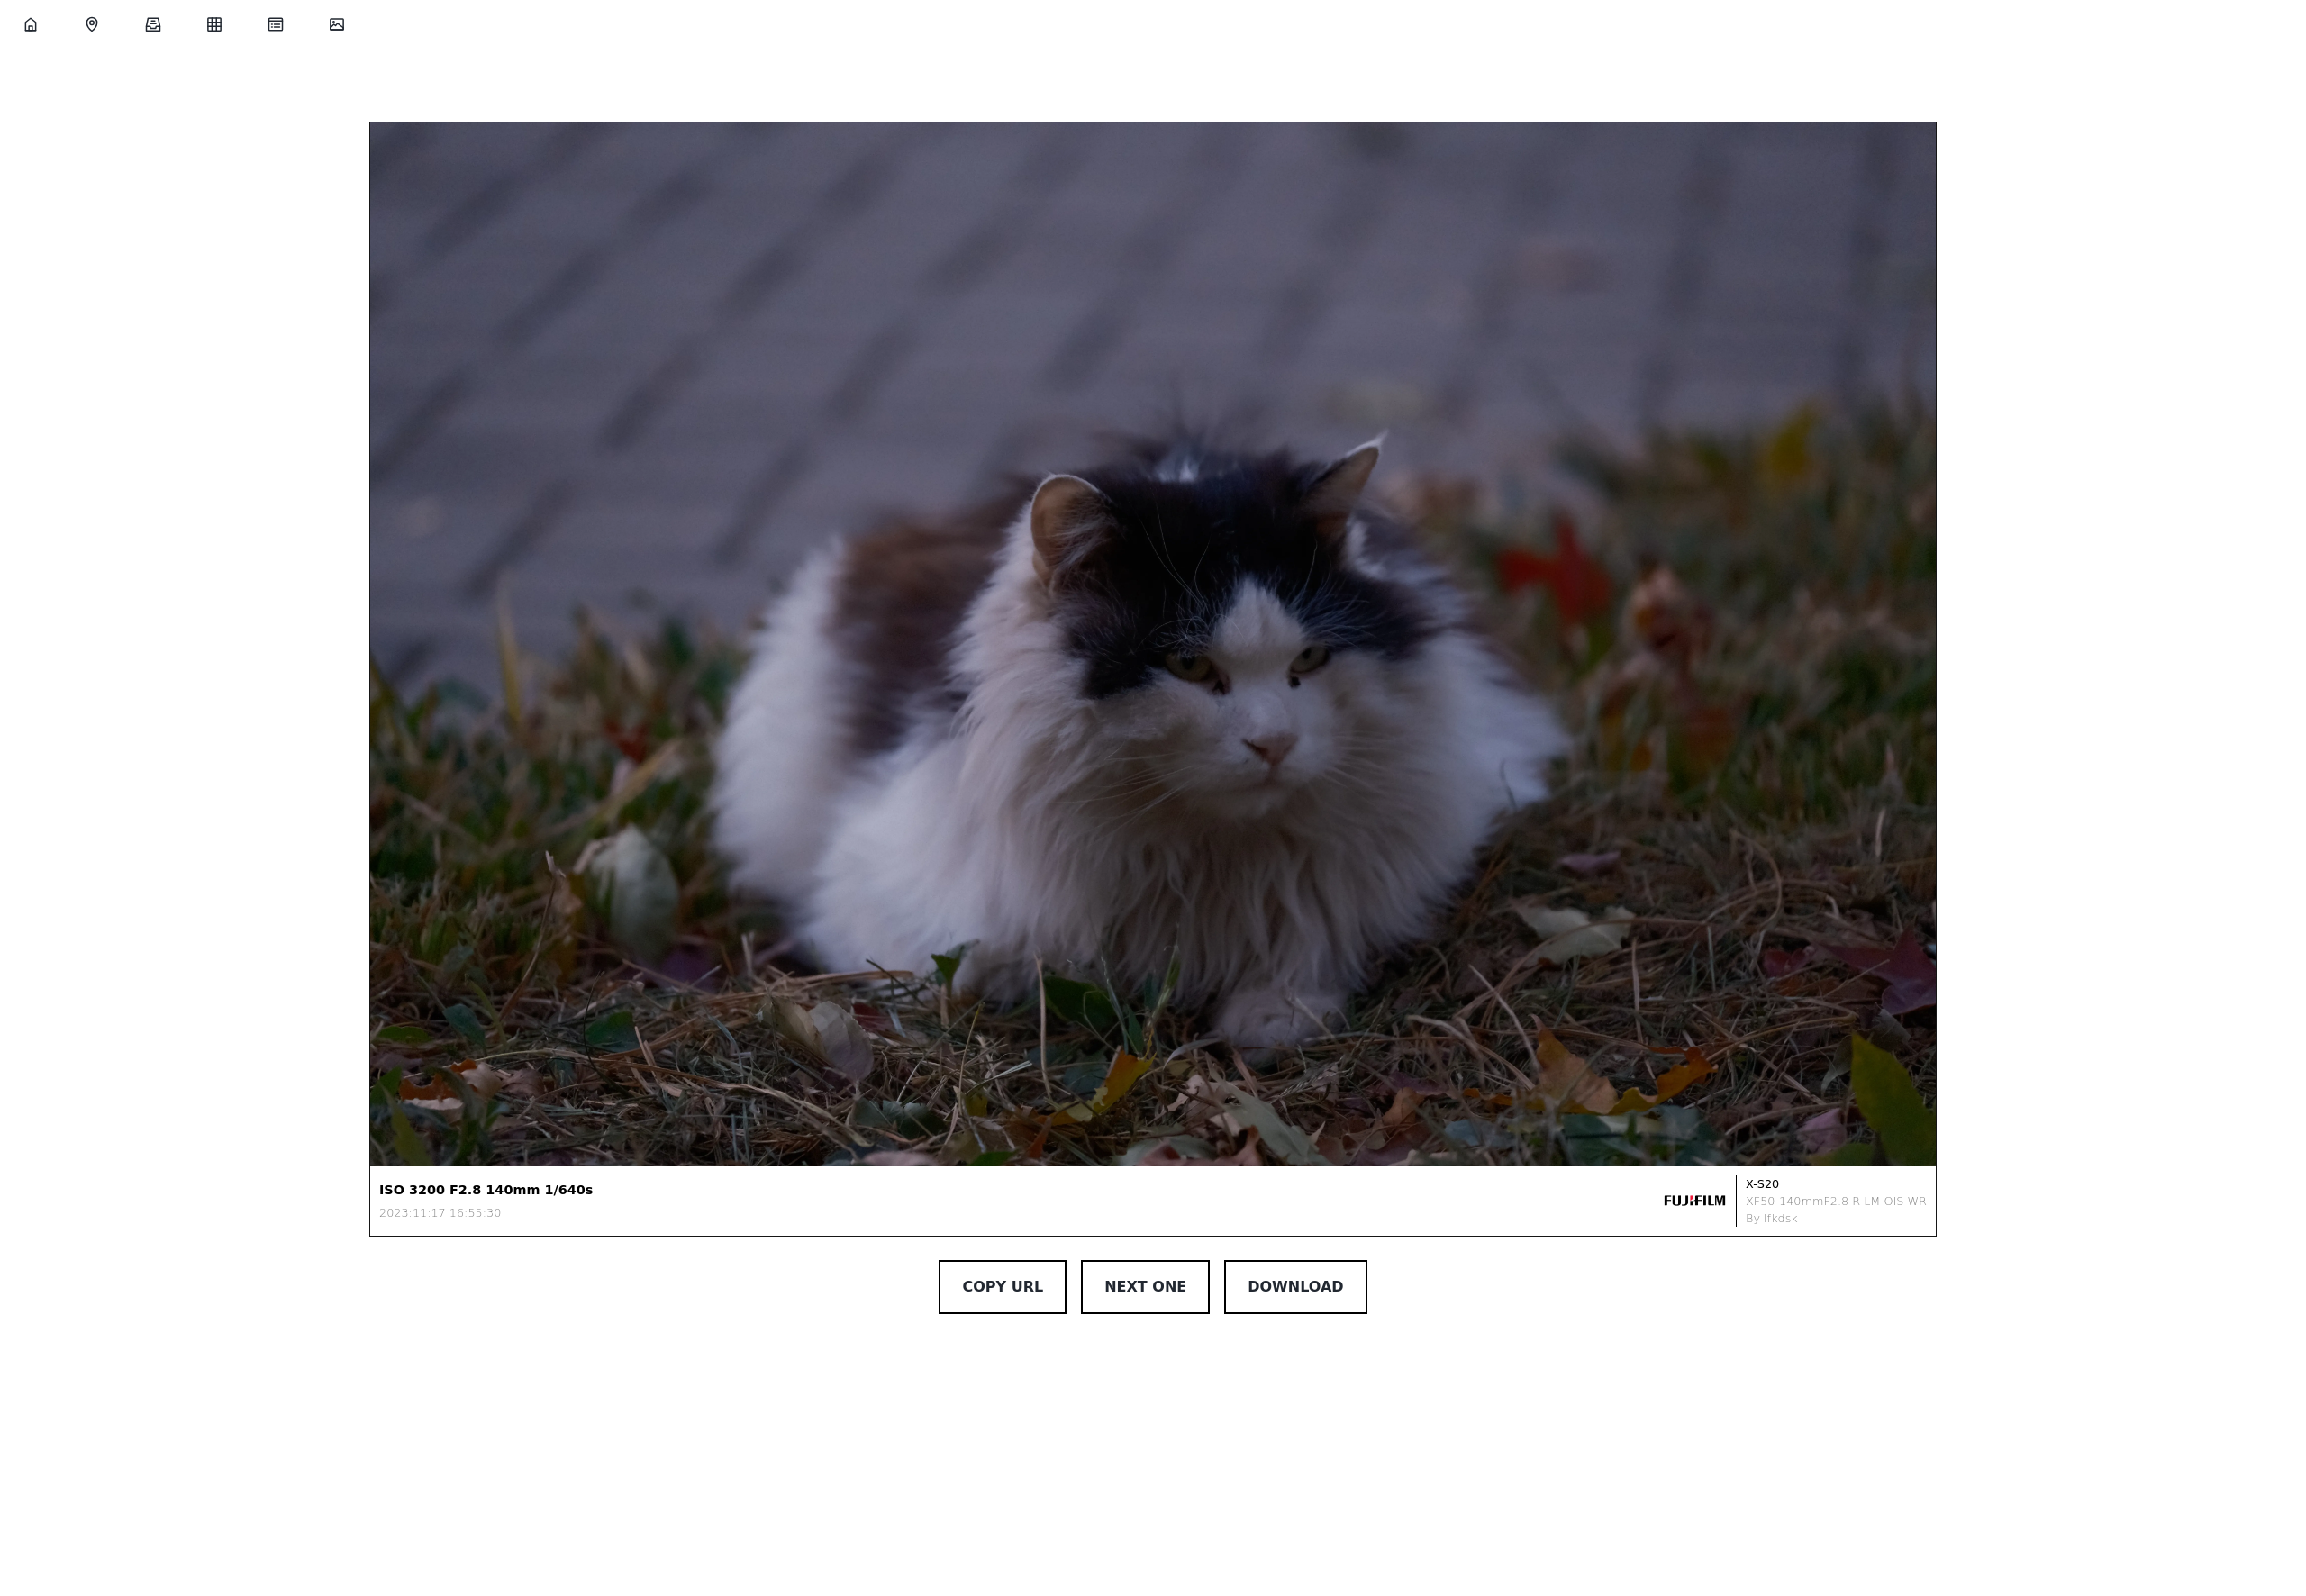 ISO 3200 F2.8 140mm 1/640s
2023:11:17 16:55:30
FUJIFILM
X-S20
XF50-140mmF2.8 R LM OIS WR
By lfkdsk
COPY URL
NEXT ONE
DOWNLOAD